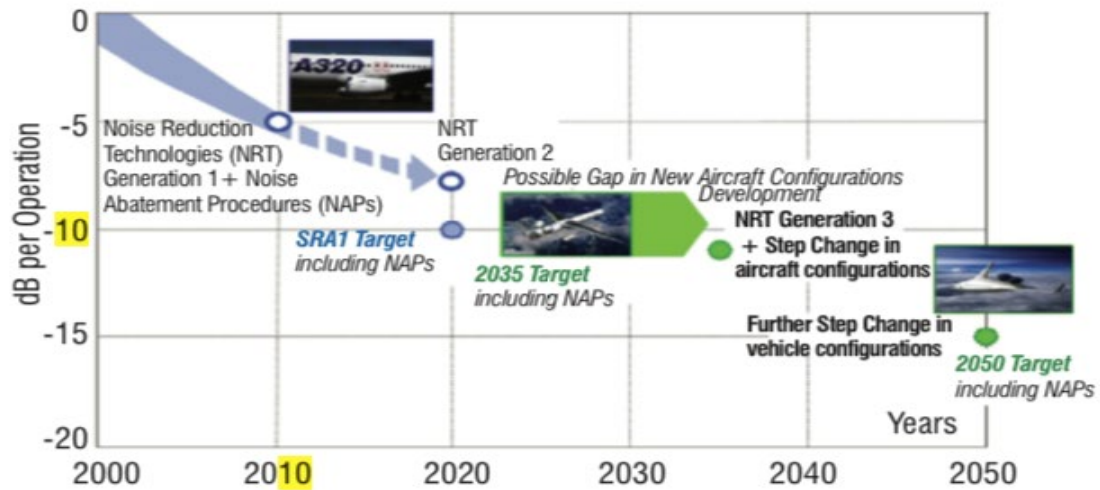 0
-5
-10
-15
-20
dB per Operation
A320
Noise Reduction
Technologies (NRT)
Generation 1 + Noise
Abatement Procedures (NAPs)
NRT
Generation 2
Possible Gap in New Aircraft Configurations
Development
SRA1 Target
including NAPs
2035 Target
including NAPs
NRT Generation 3
+ Step Change in
aircraft configurations
Further Step Change in
vehicle configurations
2050 Target
including NAPs
Years
2000 2010 2020 2030 2040 2050